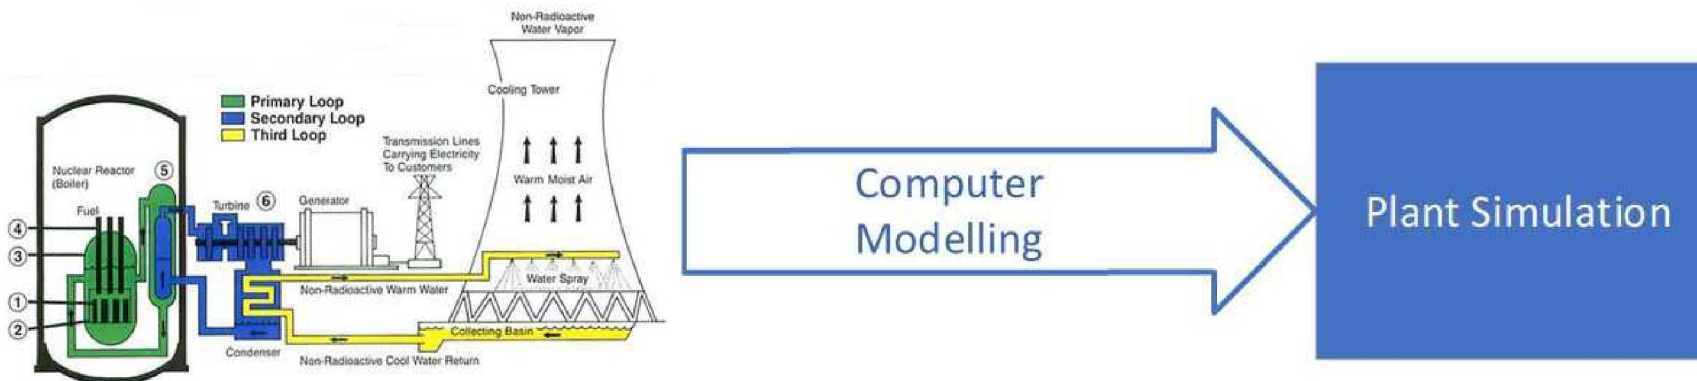 Non-Radioactive
Water Vapor
Cooling Tower
Primary Loop
Secondary Loop
Third Loop
Transmission Lines
Carrying Electricity
To Customers
Nuclear Reactor
(Boiler)
5
Warm Moist Air
Fuel
Turbine
6
Generator
4
3
1
2
Water Spray
Non-Radioactive Warm Water
Collecting Basin
Condenser
Non-Radioactive Cool Water Return
Computer
Modelling
Plant Simulation